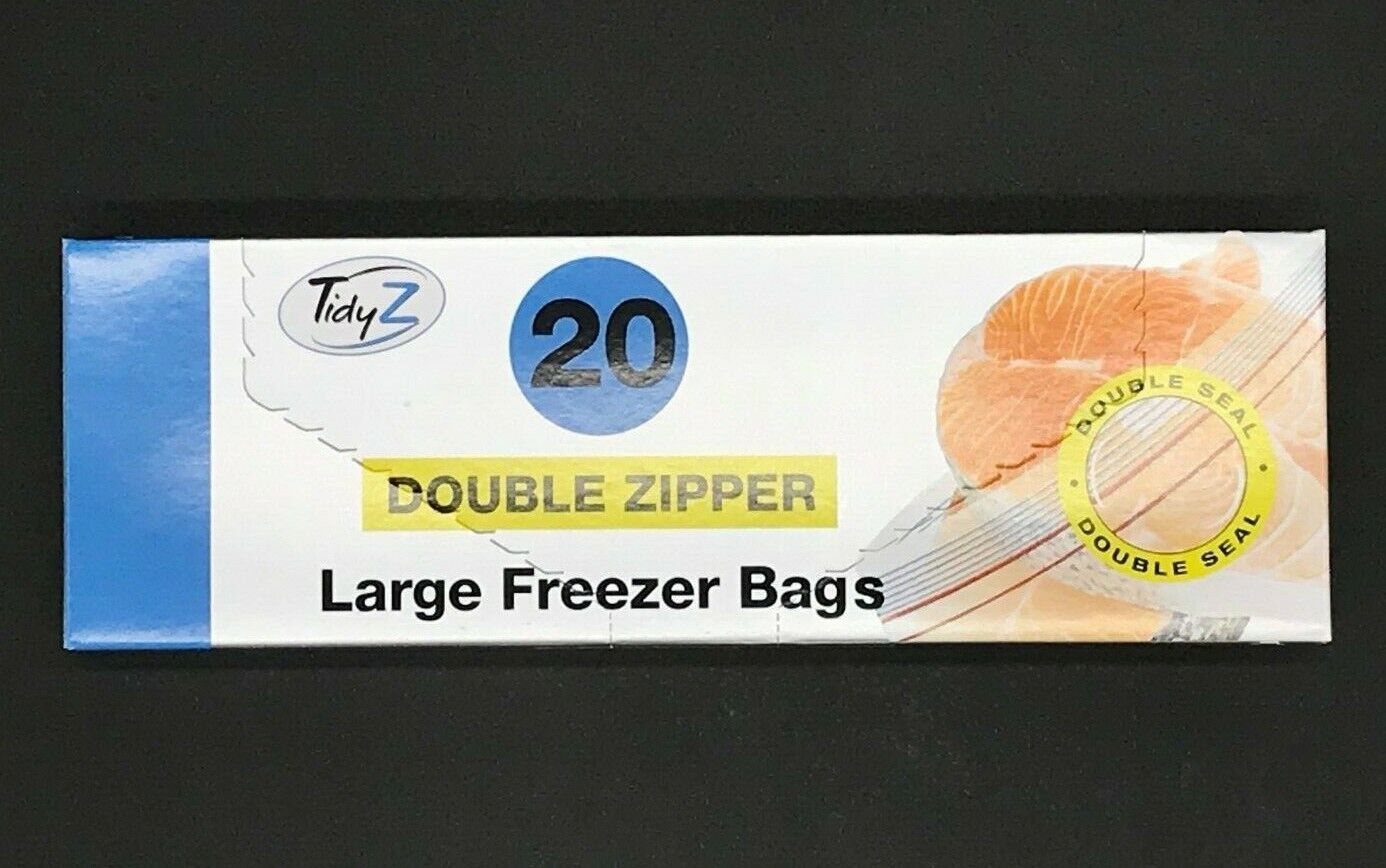 TidyZ
20
DOUBLE ZIPPER
Large Freezer Bags
DOUBLE SEAL
DOUBLE SEAL